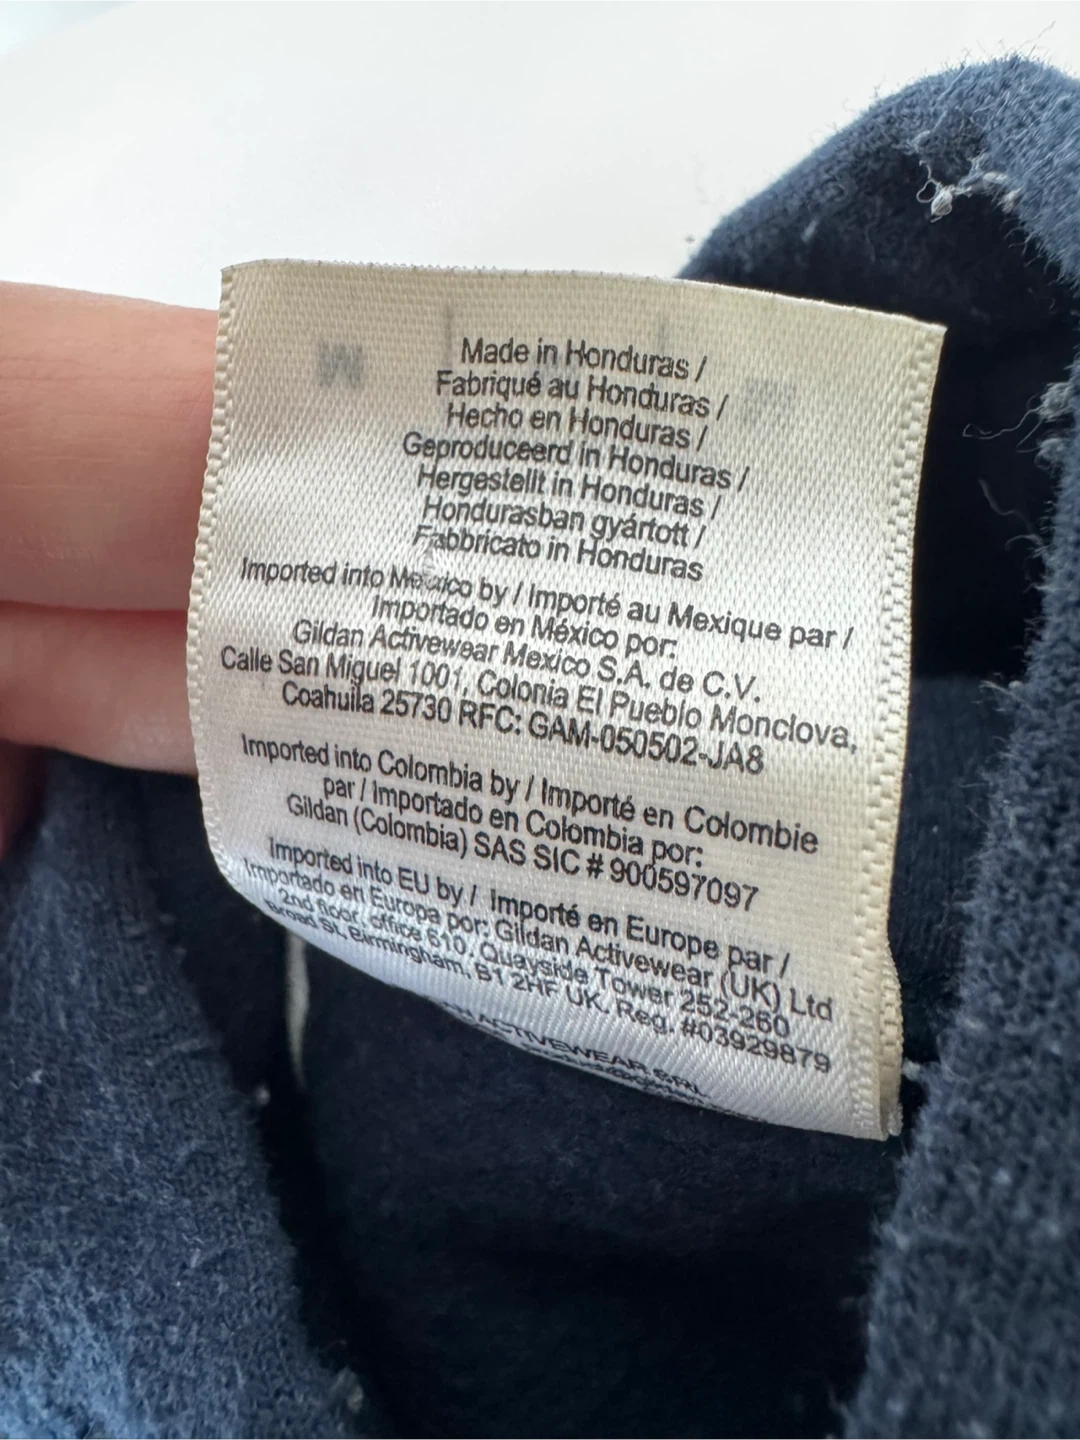 M
Made in Honduras /
Fabriqué au Honduras /
Hecho en Honduras /
Geproduceerd in Honduras /
Hergestellt in Honduras /
Hondurasban gyártott /
Fabbricato in Honduras
Imported into Mexico by / Importé au Mexique par /
Importado en México por:
Gildan Activewear Mexico S.A. de C.V.
Calle San Miguel 1001, Colonia El Pueblo Monclova,
Coahuila 25730 RFC: GAM-050502-JA8
Imported into Colombia by / Importé en Colombie
par / Importado en Colombia por:
Gildan (Colombia) SAS SIC # 900597097
Imported into EU by / Importé en Europe par /
Importado en Europa por: Gildan Activewear (UK) Ltd
2nd floor, office 610, Quayside Tower 252-260
Broad St, Birmingham, B1 2HF UK, Reg. #03929879
ACTIVEWEAR SRL